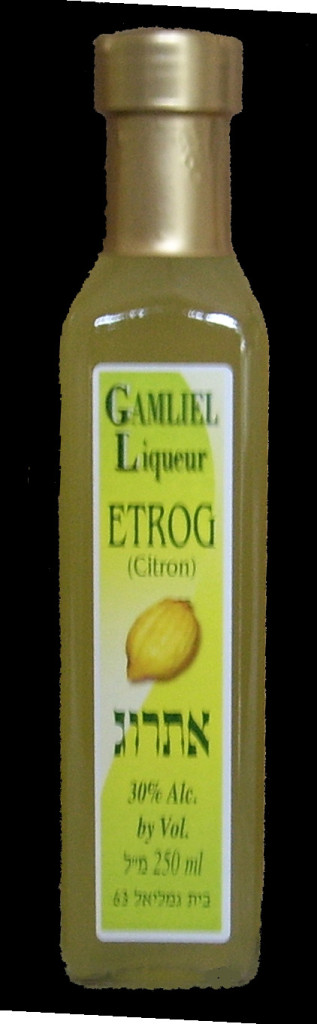 GAMLIEL
Liqueur
ETROG
(Citron)
אתרוג
30% Alc.
by Vol.
250 ml מ"ל
בית גמליאל 63